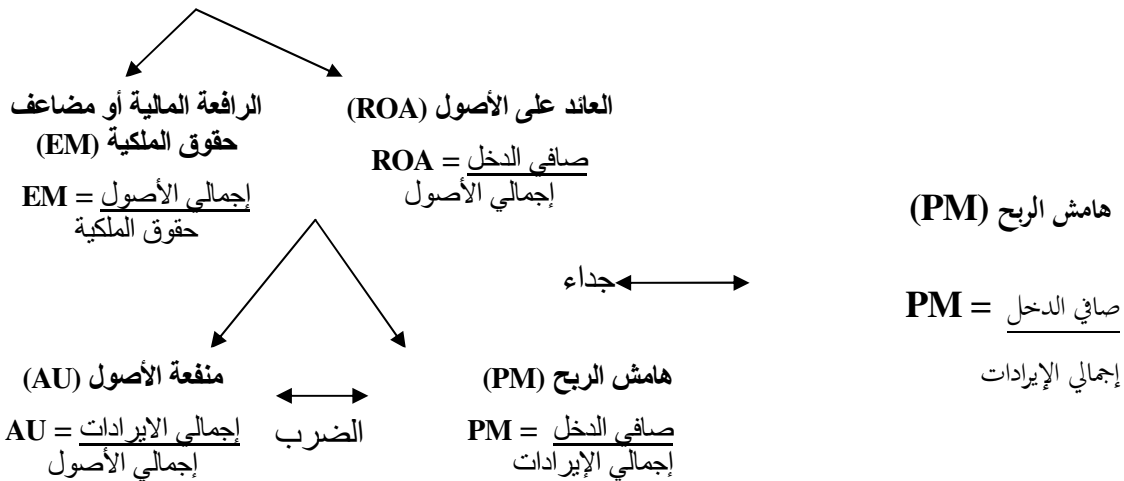 العائد على الأصول (ROA)
ROA = صافي الدخل
إجمالي الأصول
الرافعة المالية أو مضاعف
حقوق الملكية (EM)
EM = إجمالي الأصول
حقوق الملكية
جداء
هامش الربح (PM)
PM = صافي الدخل
إجمالي الإيرادات
هامش الربح (PM)
PM = صافي الدخل
إجمالي الإيرادات
الضرب
منفعة الأصول (AU)
AU = إجمالي الايرادات
إجمالي الأصول